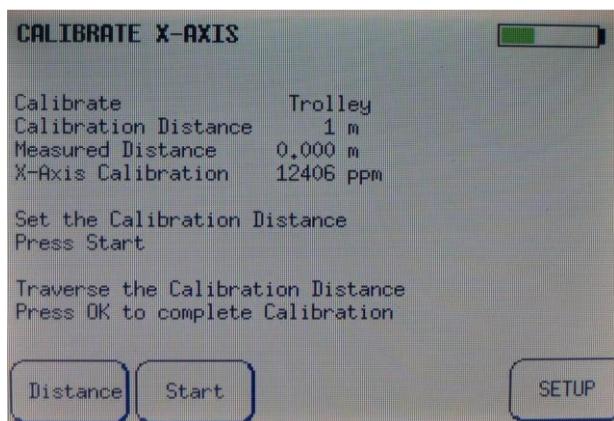 CALIBRATE X-AXIS
Calibrate Trolley
Calibration Distance 1 m
Measured Distance 0.000 m
X-Axis Calibration 12406 ppm
Set the Calibration Distance
Press Start
Traverse the Calibration Distance
Press OK to complete Calibration
Distance Start SETUP